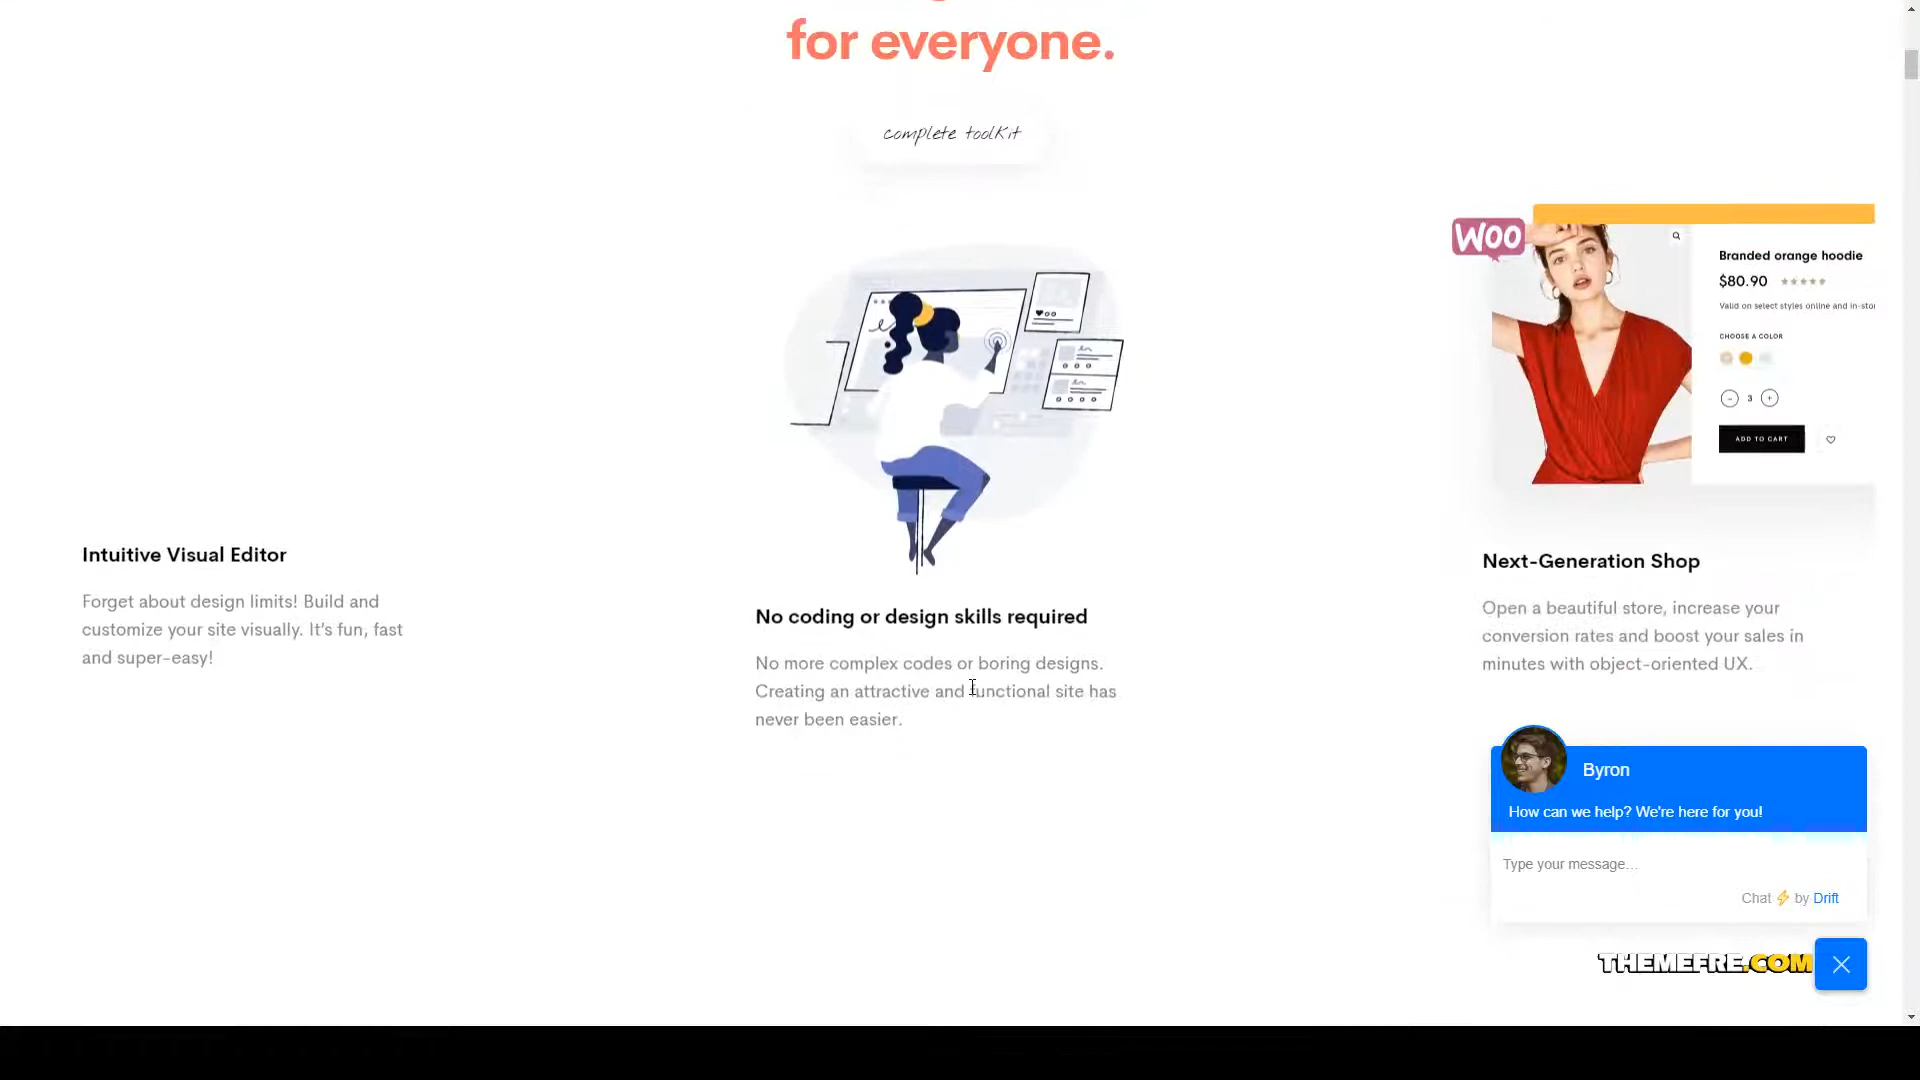 for everyone.
complete toolkit
WOO
Branded orange hoodie
$80.90
Valid on select styles online and in-stor
CHOOSE A COLOR
- 3 +
ADD TO CART
Intuitive Visual Editor
Forget about design limits! Build and
customize your site visually. It's fun, fast
and super-easy!
No coding or design skills required
No more complex codes or boring designs.
Creating an attractive and functional site has
never been easier.
Next-Generation Shop
Open a beautiful store, increase your
conversion rates and boost your sales in
minutes with object-oriented UX.
Byron
How can we help? We're here for you!
Type your message...
Chat ⚡ by Drift
THEMEFRE.COM